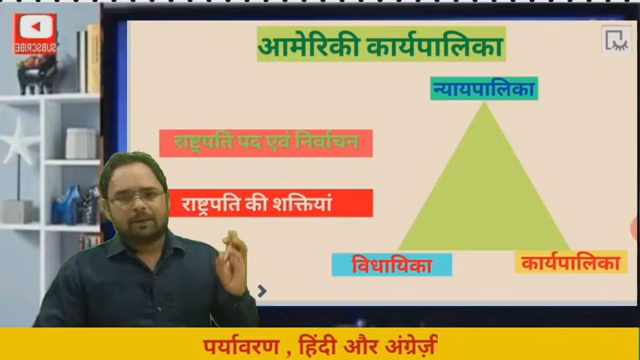 SUBSCRIBE
आमेरिकी कार्यपालिका
न्यायपालिका
राष्ट्रपति पद एवं निर्वाचन
राष्ट्रपति की शक्तियां
विधायिका
कार्यपालिका
पर्यावरण , हिंदी और अंग्रेज़